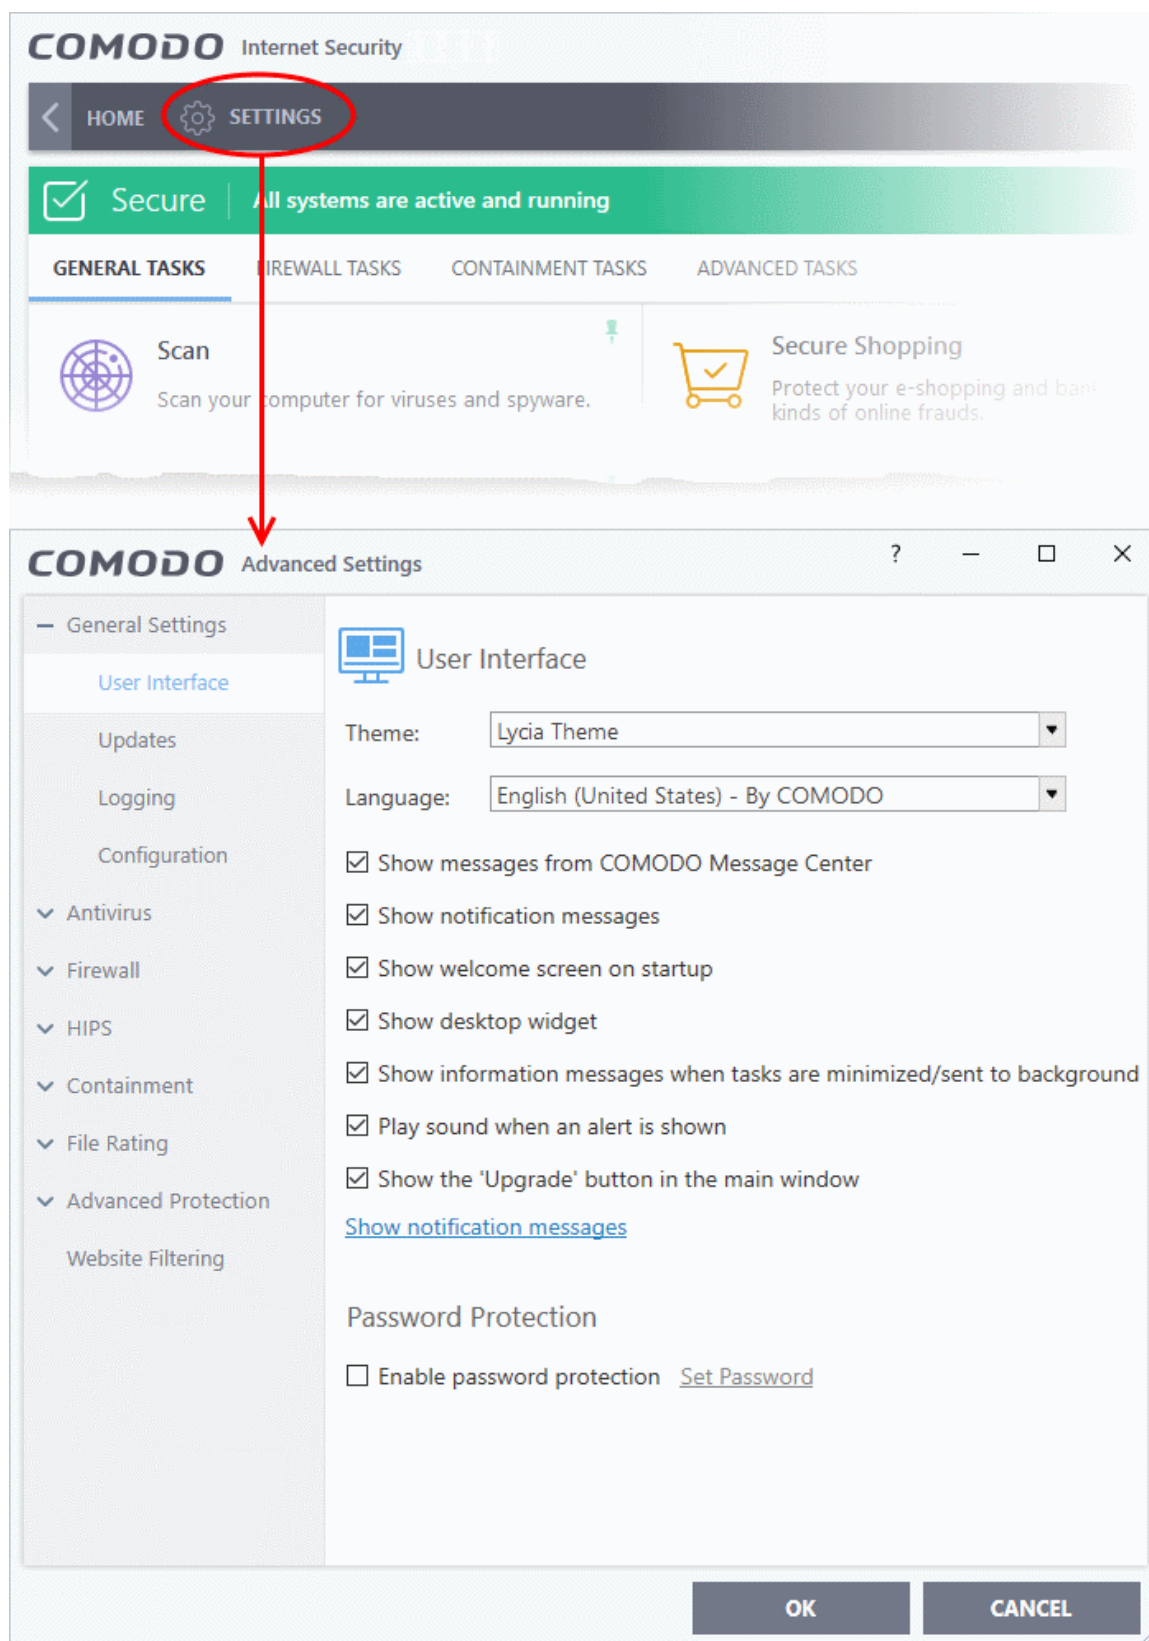 COMODO Internet Security
HOME SETTINGS
Secure All systems are active and running
GENERAL TASKS FIREWALL TASKS CONTAINMENT TASKS ADVANCED TASKS
Scan
Scan your computer for viruses and spyware.
Secure Shopping
Protect your e-shopping and
kinds of online frauds.
COMODO Advanced Settings
General Settings
User Interface
Updates
Logging
Configuration
Antivirus
Firewall
HIPS
Containment
File Rating
Advanced Protection
Website Filtering
User Interface
Theme: Lycia Theme
Language: English (United States) - By COMODO
Show messages from COMODO Message Center
Show notification messages
Show welcome screen on startup
Show desktop widget
Show information messages when tasks are minimized/sent to background
Play sound when an alert is shown
Show the 'Upgrade' button in the main window
Show notification messages
Password Protection
Enable password protection Set Password
OK CANCEL